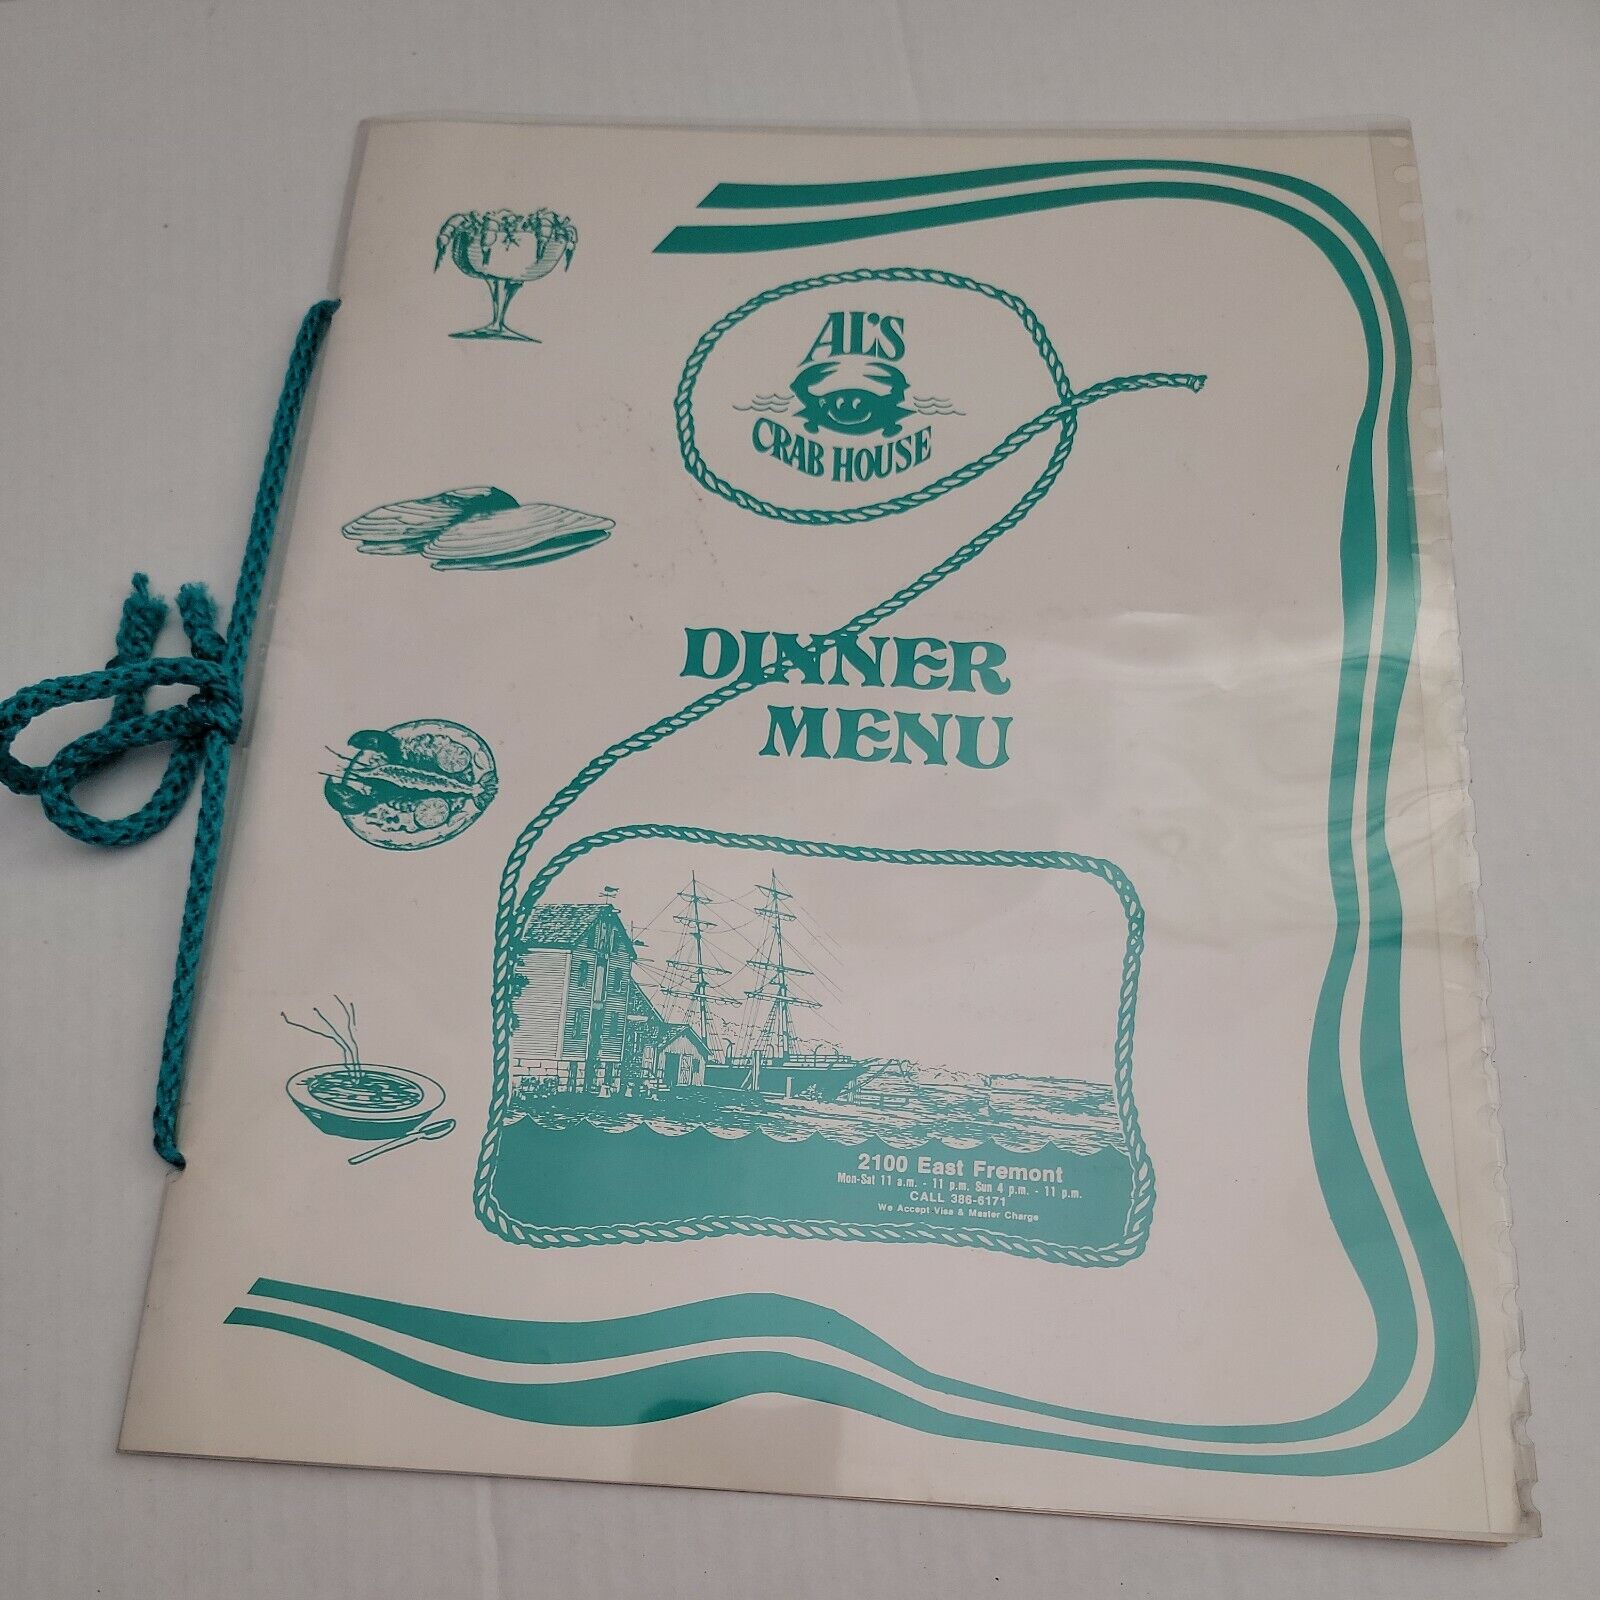 AL'S
CRAB HOUSE
DINNER
MENU
2100 East Fremont
Mon-Sat 11 a.m. - 11 p.m. Sun 4 p.m. - 11 p.m.
CALL 386-6171
We Accept Visa & Master Charge